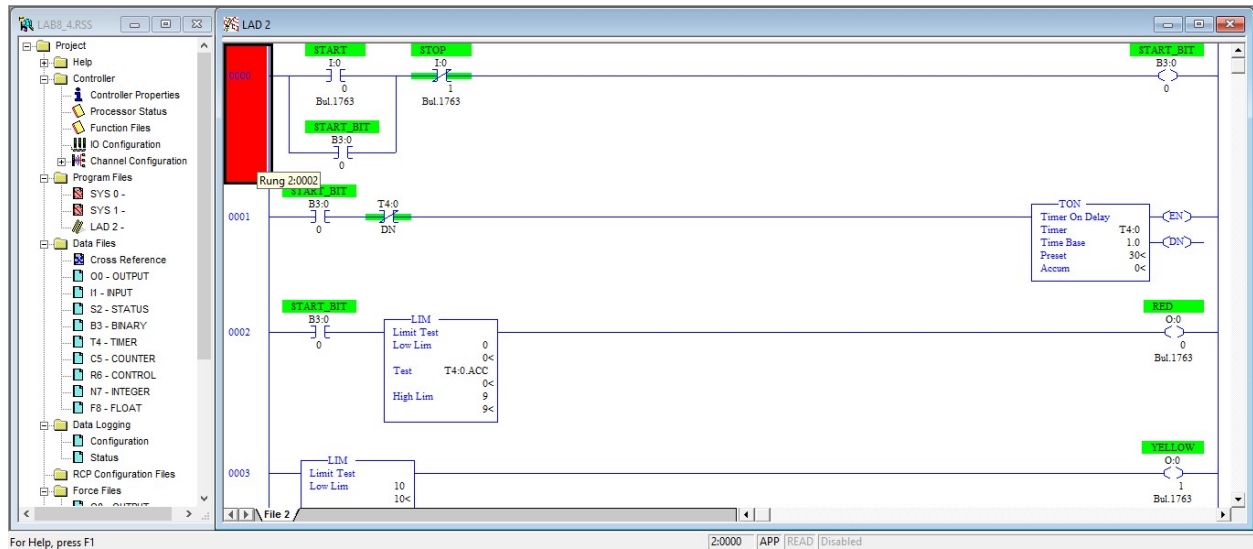 LAB8_4.RSS
Project
Help
Controller
Controller Properties
Processor Status
Function Files
IO Configuration
Channel Configuration
Program Files
SYS 0 -
SYS 1 -
LAD 2 -
Data Files
Cross Reference
O0 - OUTPUT
I1 - INPUT
S2 - STATUS
B3 - BINARY
T4 - TIMER
C5 - COUNTER
R6 - CONTROL
N7 - INTEGER
F8 - FLOAT
Data Logging
Configuration
Status
RCP Configuration Files
Force Files
O0 - OUTPUT
LAD 2
START STOP START_BIT
I:0 I:0 B3:0
0000
0 1 0
Bul.1763 Bul.1763
START_BIT
B3:0
0
Rung 2:0002
START_BIT
B3:0 T4:0
0001
0 DN
TON
Timer On Delay (EN)
Timer T4:0
Time Base 1.0 (DN)
Preset 30<
Accum 0<
START_BIT RED
B3:0 O:0
0002
0 0
Bul.1763
LIM
Limit Test
Low Lim 0
0<
Test T4:0.ACC
0<
High Lim 9
9<
YELLOW
O:0
0003
LIM
Limit Test
Low Lim 10
10<
1
Bul.1763
File 2
For Help, press F1
2:0000 APP READ Disabled